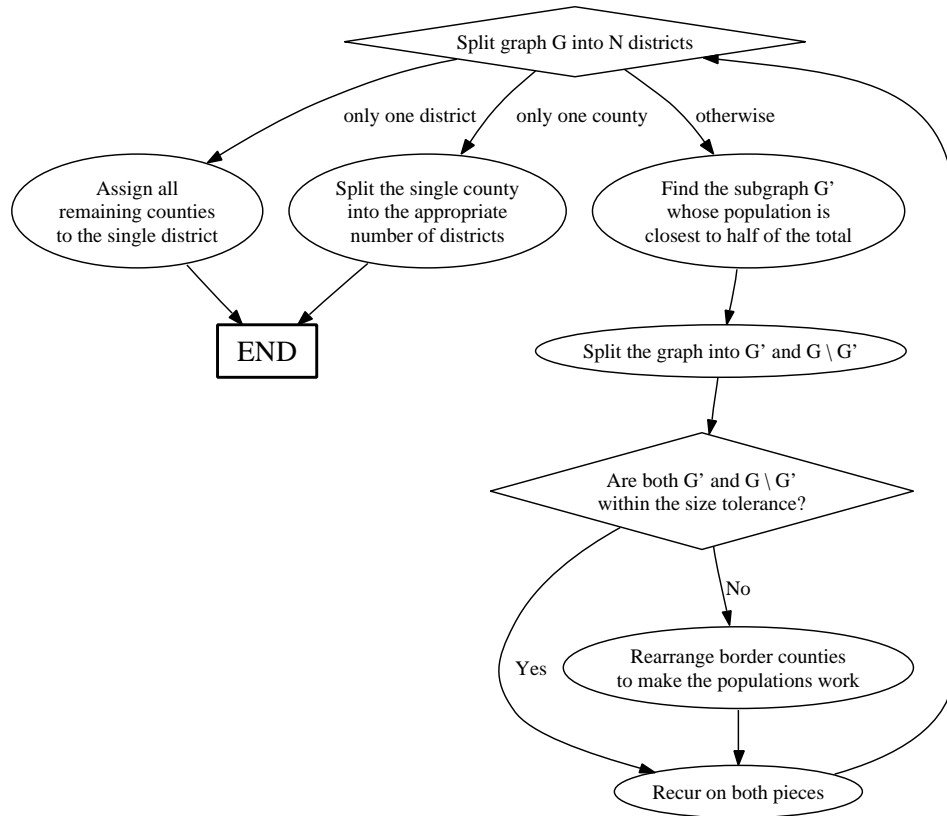 Split graph G into N districts
only one district
only one county
otherwise
Assign all
remaining counties
to the single district
Split the single county
into the appropriate
number of districts
Find the subgraph G’
whose population is
closest to half of the total
END
Split the graph into G’ and G \ G’
Are both G’ and G \ G’
within the size tolerance?
No
Yes
Rearrange border counties
to make the populations work
Recur on both pieces